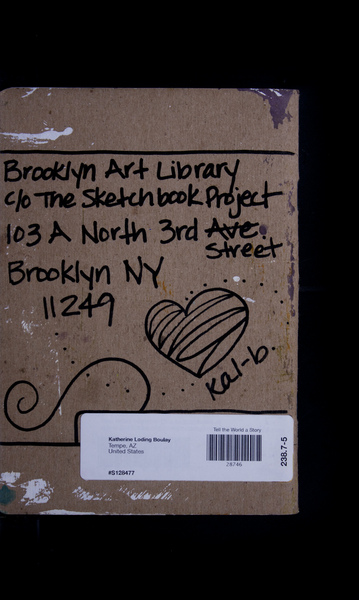 Brooklyn Art Library
c/o The Sketchbook Project
103 A North 3rd Ave.
Street
Brooklyn NY
11249
Kal-b.
Tell the World a Story
Katherine Loding Boulay
Tempe, AZ
United States
28746
#S128477
238.7-5